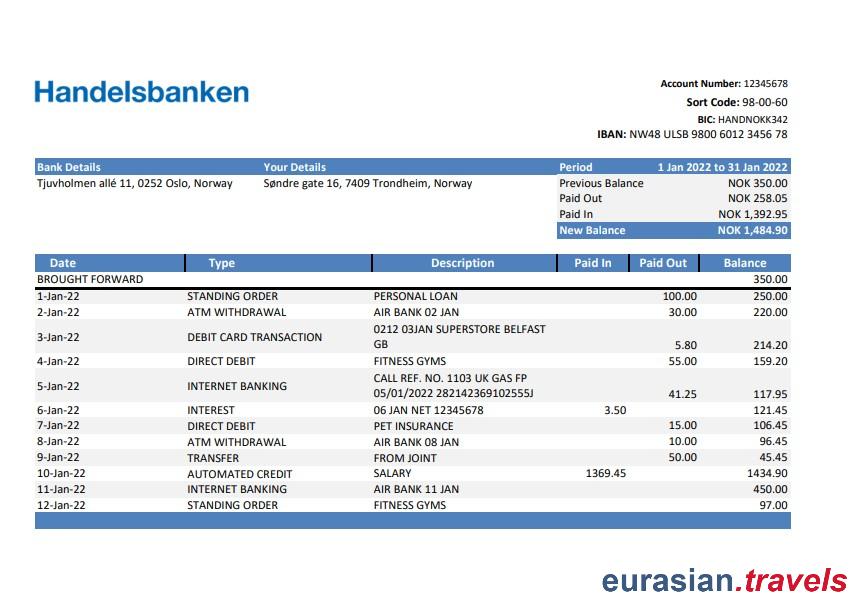 Handelsbanken
Account Number: 12345678
Sort Code: 98-00-60
BIC: HANDNOKK342
IBAN: NW48 ULSB 9800 6012 3456 78
Bank Details Your Details Period 1 Jan 2022 to 31 Jan 2022
Tjuvholmen allé 11, 0252 Oslo, Norway Søndre gate 16, 7409 Trondheim, Norway Previous Balance NOK 350.00
Paid Out NOK 258.05
Paid In NOK 1,392.95
New Balance NOK 1,484.90
Date Type Description Paid In Paid Out Balance
BROUGHT FORWARD 350.00
1-Jan-22 STANDING ORDER PERSONAL LOAN 100.00 250.00
2-Jan-22 ATM WITHDRAWAL AIR BANK 02 JAN 30.00 220.00
3-Jan-22 DEBIT CARD TRANSACTION 0212 03JAN SUPERSTORE BELFAST
GB 5.80 214.20
4-Jan-22 DIRECT DEBIT FITNESS GYMS 55.00 159.20
5-Jan-22 INTERNET BANKING CALL REF. NO. 1103 UK GAS FP
05/01/2022 282142369102555J 41.25 117.95
6-Jan-22 INTEREST 06 JAN NET 12345678 3.50 121.45
7-Jan-22 DIRECT DEBIT PET INSURANCE 15.00 106.45
8-Jan-22 ATM WITHDRAWAL AIR BANK 08 JAN 10.00 96.45
9-Jan-22 TRANSFER FROM JOINT 50.00 45.45
10-Jan-22 AUTOMATED CREDIT SALARY 1369.45 1434.90
11-Jan-22 INTERNET BANKING AIR BANK 11 JAN 450.00
12-Jan-22 STANDING ORDER FITNESS GYMS 97.00
eurasian.travels